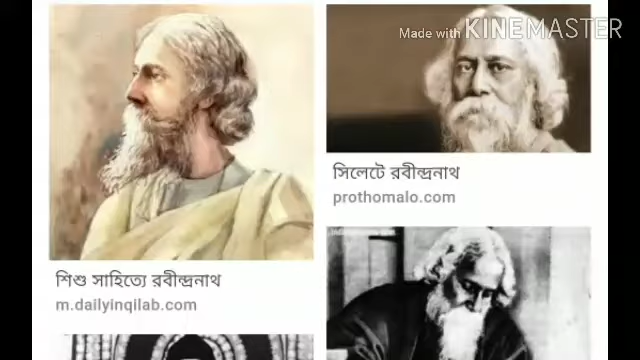 Made with KINEMASTER
সিলেটে রবীন্দ্রনাথ
prothomalo.com
শিশু সাহিত্যে রবীন্দ্রনাথ
m.dailyinqilab.com